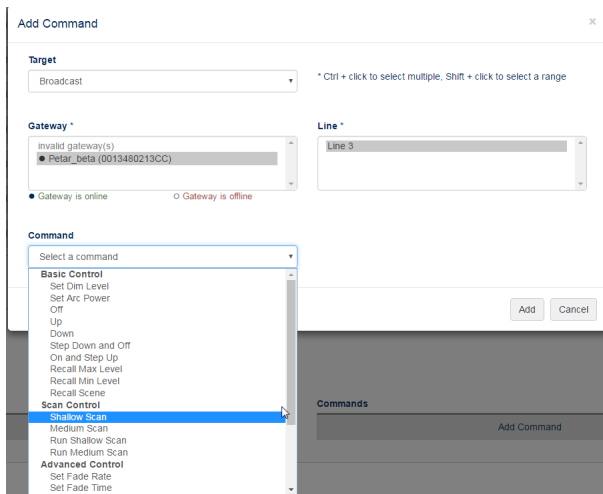 Add Command ×
Target
Broadcast
* Ctrl + click to select multiple, Shift + click to select a range
Gateway * Line *
invalid gateway(s) Line 3
● Petar_beta (0013480213CC)
● Gateway is online ○ Gateway is offline
Command
Select a command
Basic Control
Set Dim Level
Set Arc Power
Off
Up
Down
Step Down and Off
On and Step Up
Recall Max Level
Recall Min Level
Recall Scene
Scan Control
Shallow Scan
Medium Scan
Run Shallow Scan
Run Medium Scan
Advanced Control
Set Fade Rate
Set Fade Time
Add Cancel
Commands
Add Command